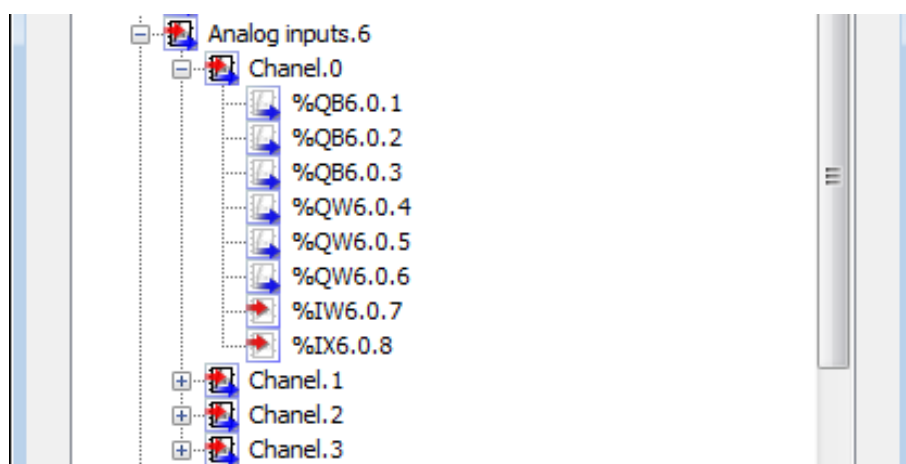 Analog inputs.6
Chanel.0
%QB6.0.1
%QB6.0.2
%QB6.0.3
%QW6.0.4
%QW6.0.5
%QW6.0.6
%IW6.0.7
%IX6.0.8
Chanel.1
Chanel.2
Chanel.3